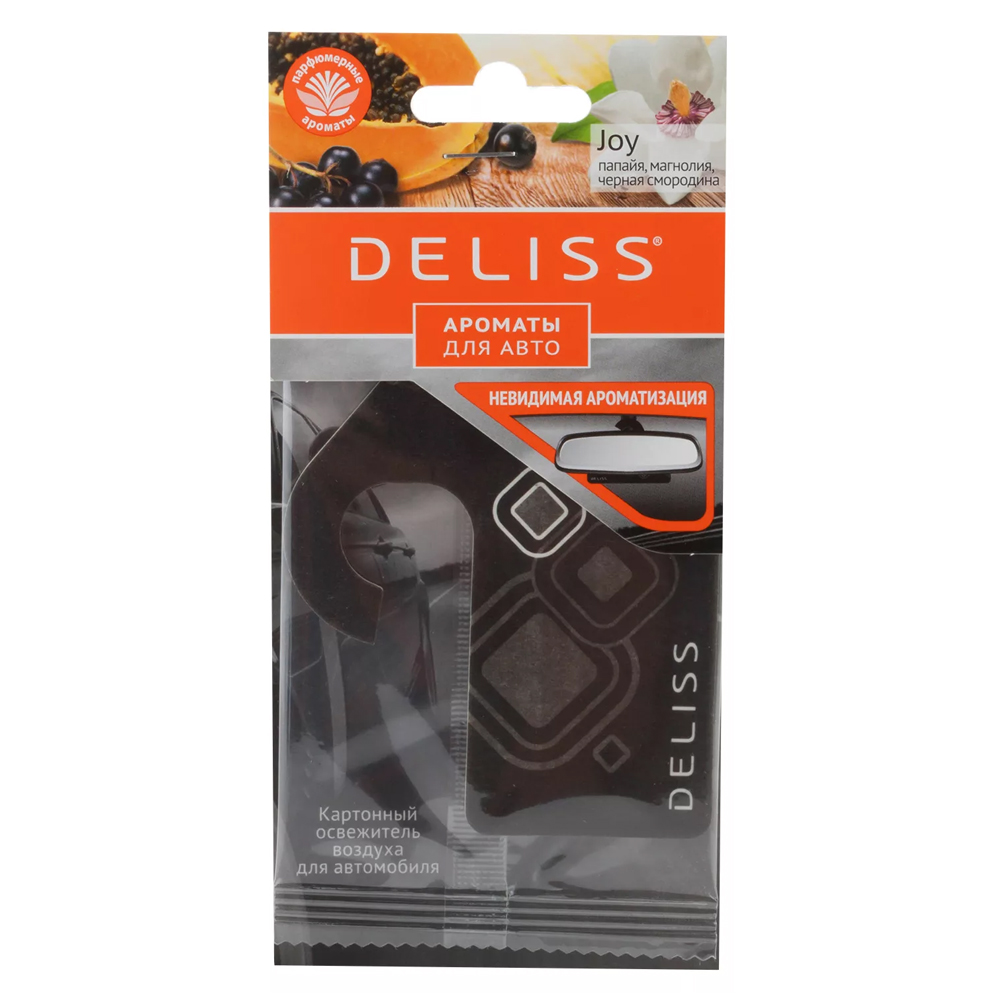 парфюмерные
ароматы
Joy
папайя, магнолия,
черная смородина
DELISS®
АРОМАТЫ
ДЛЯ АВТО
НЕВИДИМАЯ АРОМАТИЗАЦИЯ
DELISS
DELISS
Картонный
освежитель
воздуха
для автомобиля